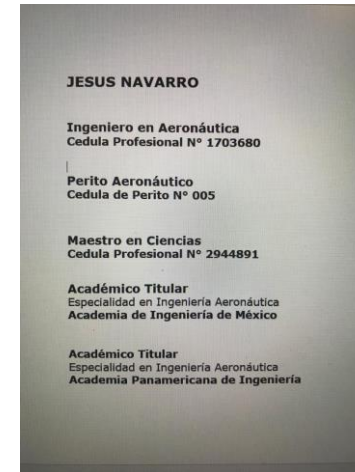 JESUS NAVARRO
Ingeniero en Aeronáutica
Cedula Profesional N° 1703680
Perito Aeronáutico
Cedula de Perito N° 005
Maestro en Ciencias
Cedula Profesional N° 2944891
Académico Titular
Especialidad en Ingeniería Aeronáutica
Academia de Ingeniería de México
Académico Titular
Especialidad en Ingeniería Aeronáutica
Academia Panamericana de Ingeniería